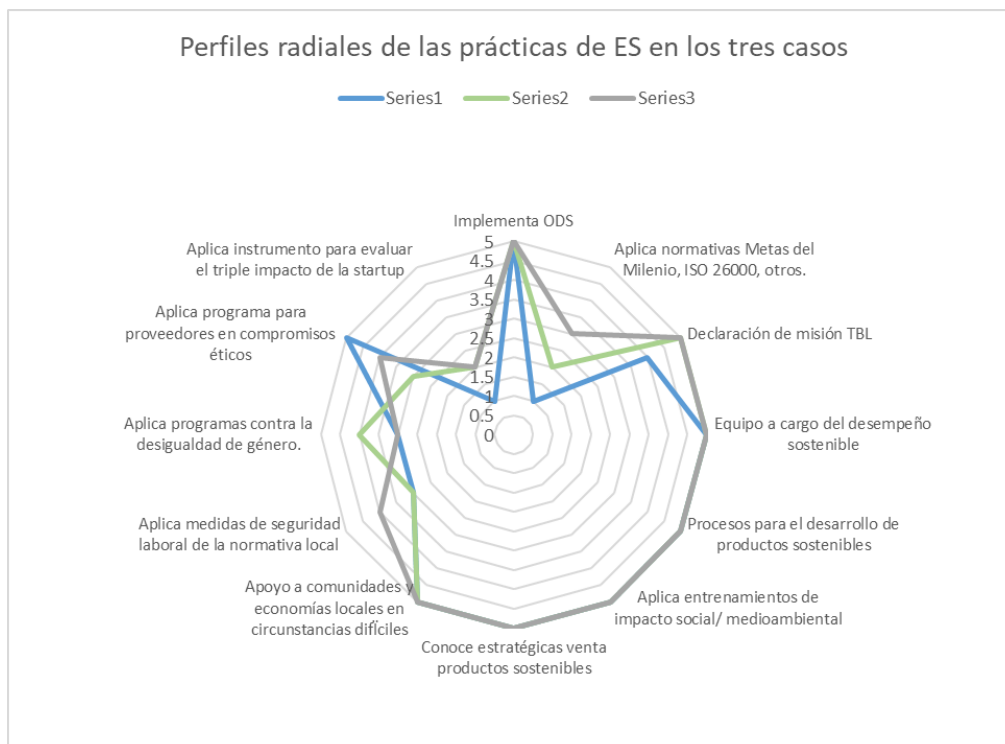 Perfiles radiales de las prácticas de ES en los tres casos
Series1 Series2 Series3
Implementa ODS
Aplica normativas Metas del
Milenio, ISO 26000, otros.
Declaración de misión TBL
Equipo a cargo del desempeño
sostenible
Procesos para el desarrollo de
productos sostenibles
Aplica entrenamientos de
impacto social/ medioambiental
Conoce estratégicas venta
productos sostenibles
Apoyo a comunidades y
economías locales en
circunstancias difÍciles
Aplica medidas de seguridad
laboral de la normativa local
Aplica programas contra la
desigualdad de género.
Aplica programa para
proveedores en compromisos
éticos
Aplica instrumento para evaluar
el triple impacto de la startup
5
4.5
4
3.5
3
2.5
2
1.5
1
0.5
0